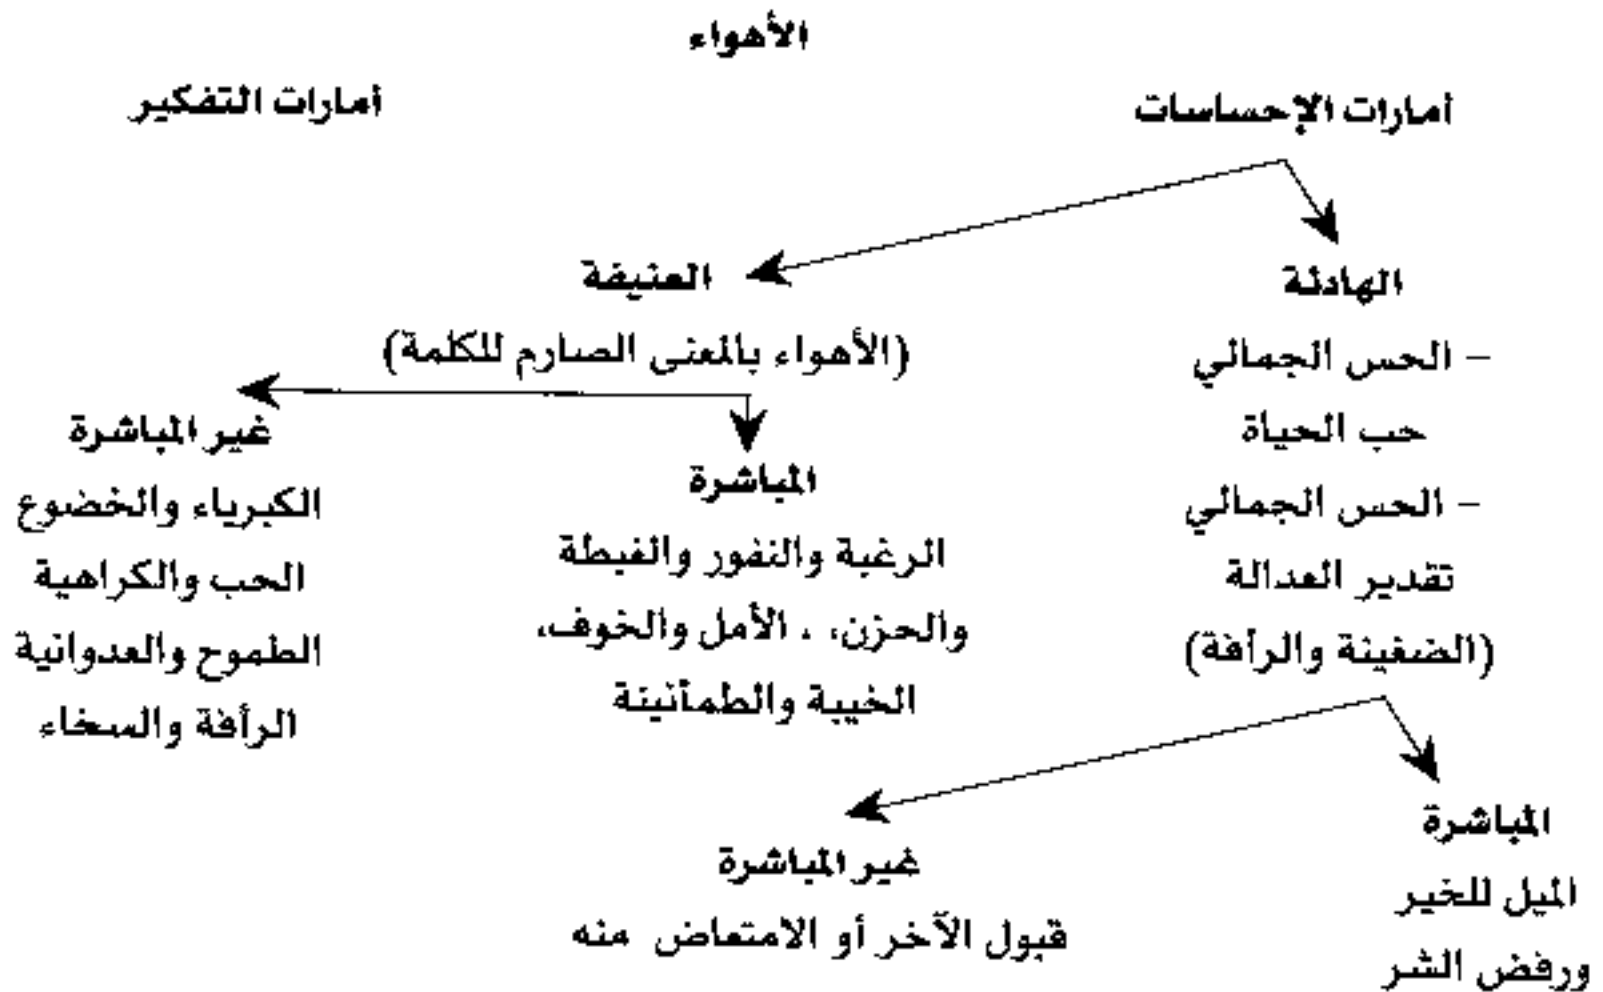 الأهواء
أمارات الإحساسات
أمارات التفكير
الهادئة
– الحس الجمالي
حب الحياة
– الحس الجمالي
تقدير العدالة
(الضغينة والرأفة)
العنيفة
(الأهواء بالمعنى الصارم للكلمة)
المباشرة
الرغبة والنفور والغبطة
والحزن، . الأمل والخوف،
الخيبة والطمأنينة
غير المباشرة
الكبرياء والخضوع
الحب والكراهية
الطموح والعدوانية
الرأفة والسخاء
المباشرة
الميل للخير
ورفض الشر
غير المباشرة
قبول الآخر أو الامتعاض منه